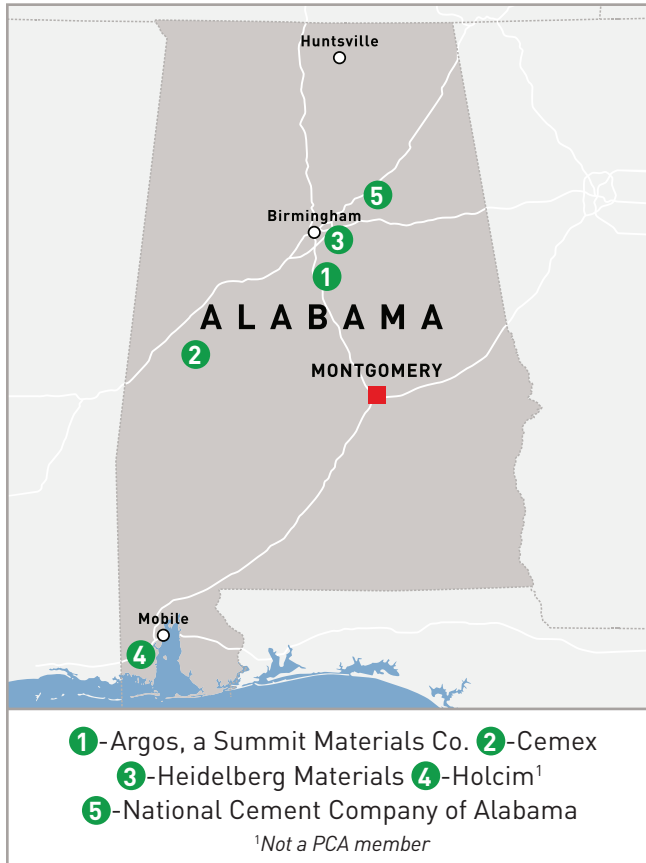 Huntsville
5
Birmingham
3
1
ALABAMA
2
MONTGOMERY
Mobile
4
1-Argos, a Summit Materials Co. 2-Cemex
3-Heidelberg Materials 4-Holcim¹
5-National Cement Company of Alabama
¹Not a PCA member